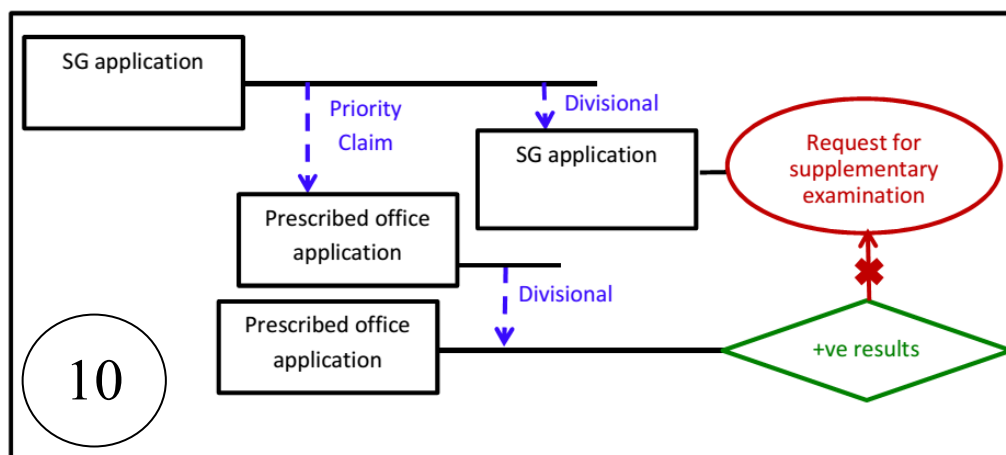 SG application
Priority
Claim
Divisional
SG application
Request for
supplementary
examination
Prescribed office
application
Divisional
Prescribed office
application
+ve results
10